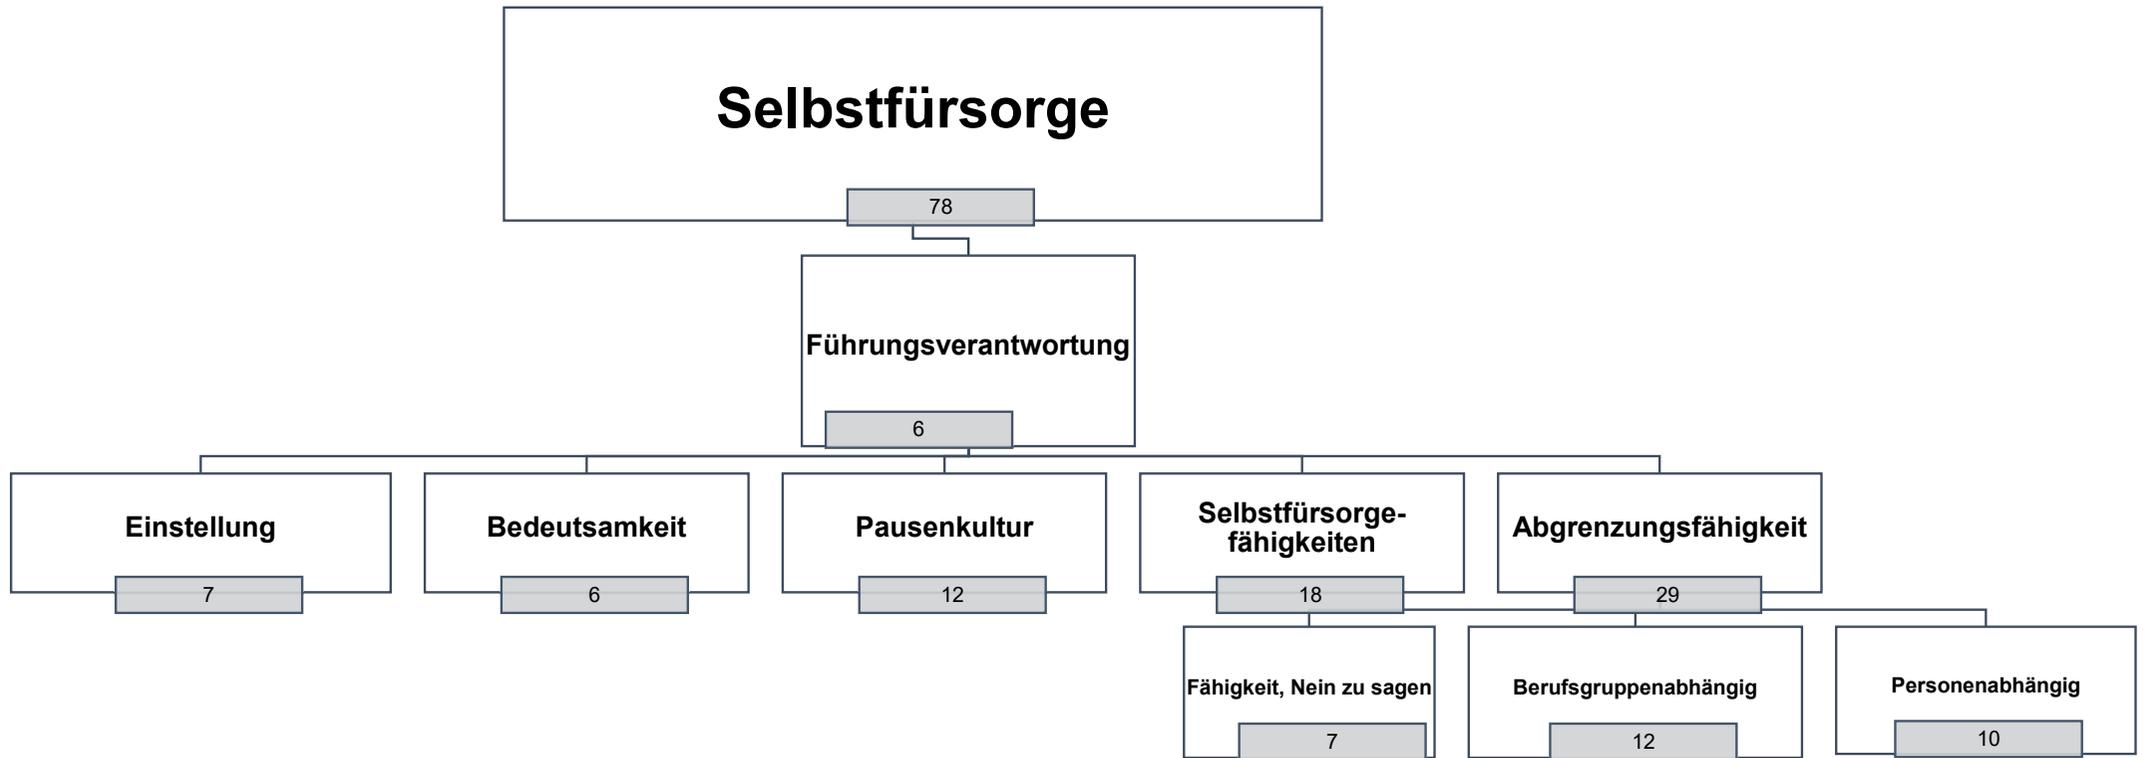 Selbstfürsorge
78
Führungsverantwortung
6
Einstellung
7
Bedeutsamkeit
6
Pausenkultur
12
Selbstfürsorge-
fähigkeiten
18
Abgrenzungsfähigkeit
29
Fähigkeit, Nein zu sagen
7
Berufsgruppenabhängig
12
Personenabhängig
10